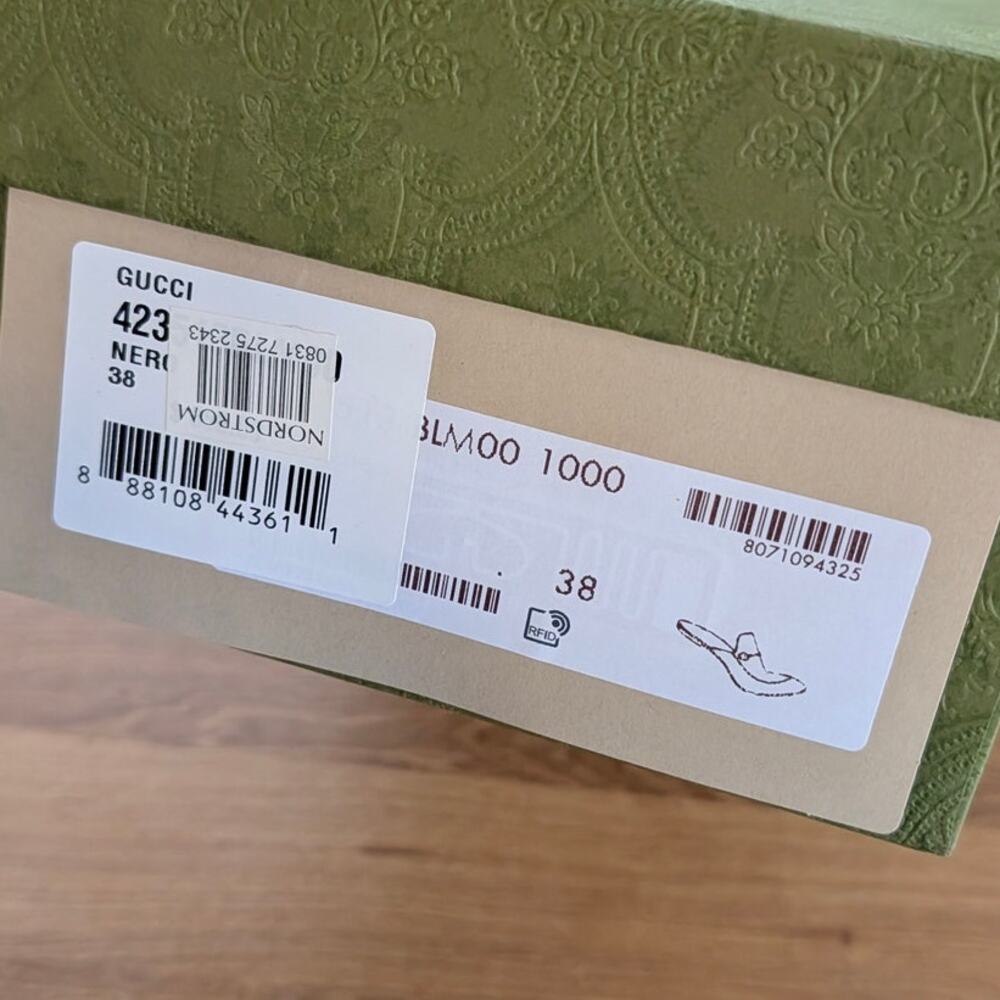 GUCCI
423
NERO
38
0831 7275 2343
NORDSTROM
8 88108 44361 1
BLM00 1000
8071094325
38
RFID